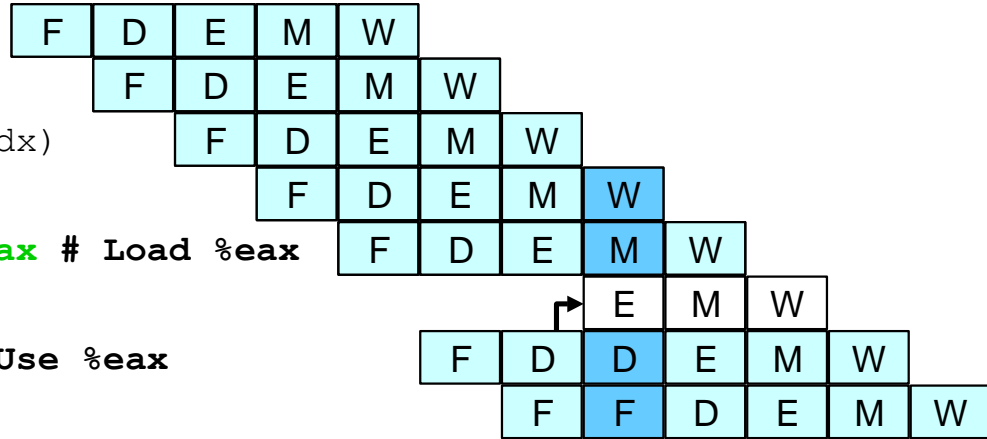 F D E M W
F D E M W
dx) F D E M W
F D E M W
ax # Load %eax F D E M W
E M W
Use %eax F D D E M W
F F D E M W